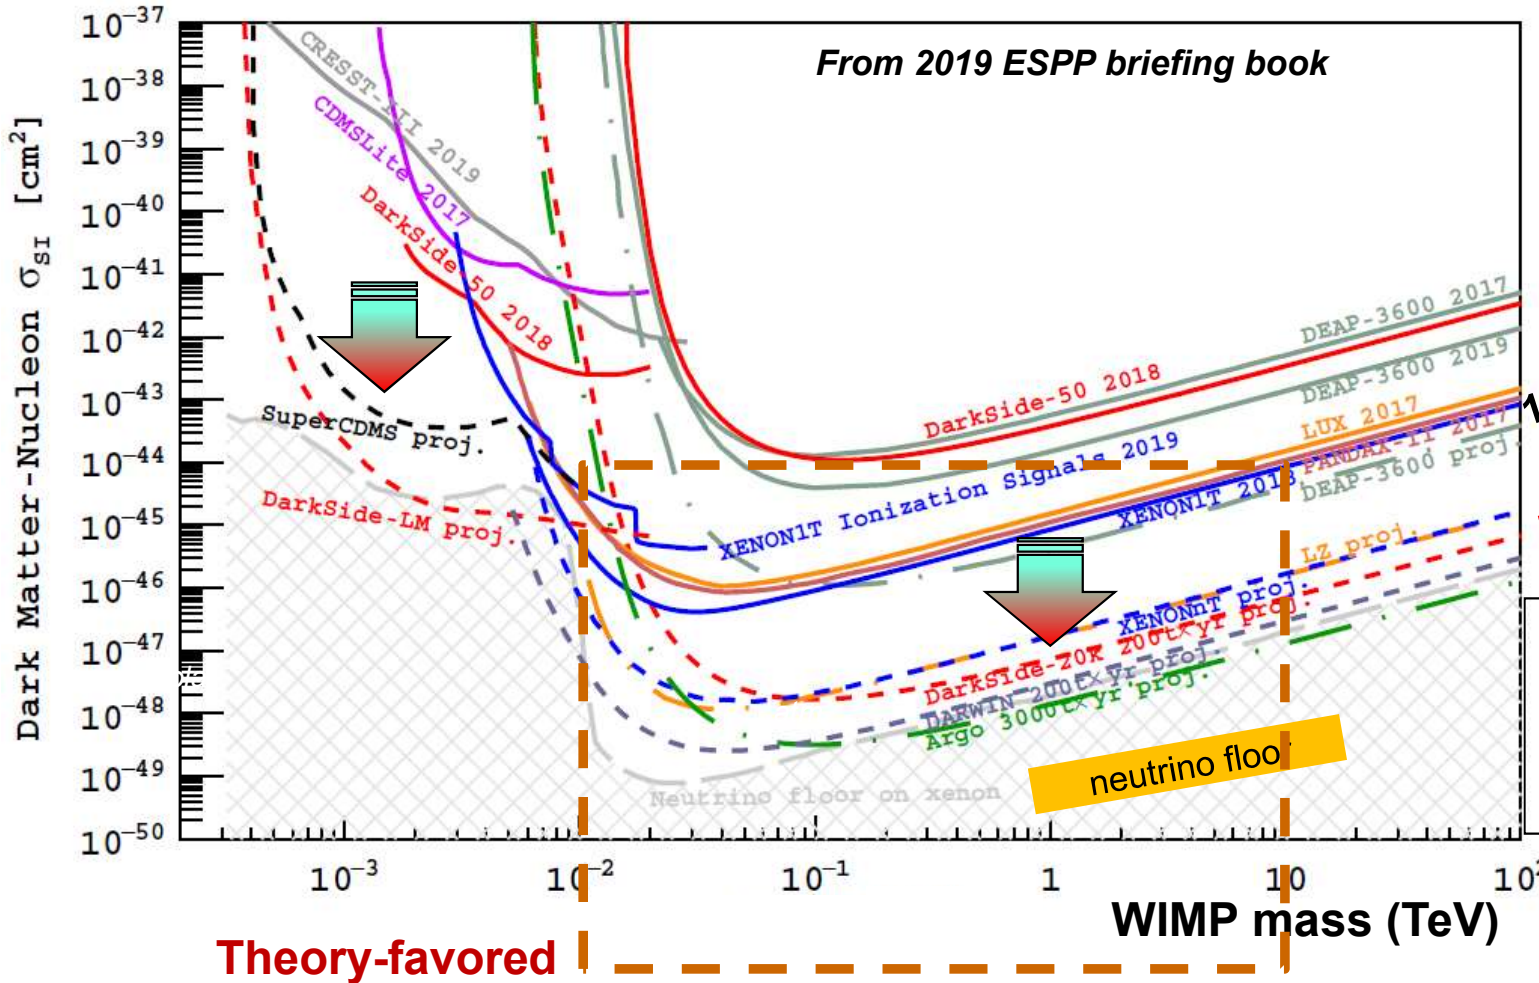 From 2019 ESPP briefing book
Dark Matter-Nucleon σSI [cm²]
10⁻³⁷
10⁻³⁸
10⁻³⁹
10⁻⁴⁰
10⁻⁴¹
10⁻⁴²
10⁻⁴³
10⁻⁴⁴
10⁻⁴⁵
10⁻⁴⁶
10⁻⁴⁷
10⁻⁴⁸
10⁻⁴⁹
10⁻⁵⁰
CRESST-III 2019
CDMSLite 2017
DarkSide-50 2018
SuperCDMS proj.
DarkSide-LM proj.
DEAP-3600 2017
DarkSide-50 2018
DEAP-3600 2019
LUX 2017
XENON1T Ionization Signals 2019
PANDAX-II 2017
XENON1T 2018
DEAP-3600 proj.
LZ proj.
XENONnT proj.
DarkSide-20K 200t×yr proj.
DARWIN 200t×yr proj.
Argo 3000t×yr proj.
neutrino floor
Neutrino floor on xenon
10⁻³
10⁻²
10⁻¹
1
10
10²
WIMP mass (TeV)
Theory-favored